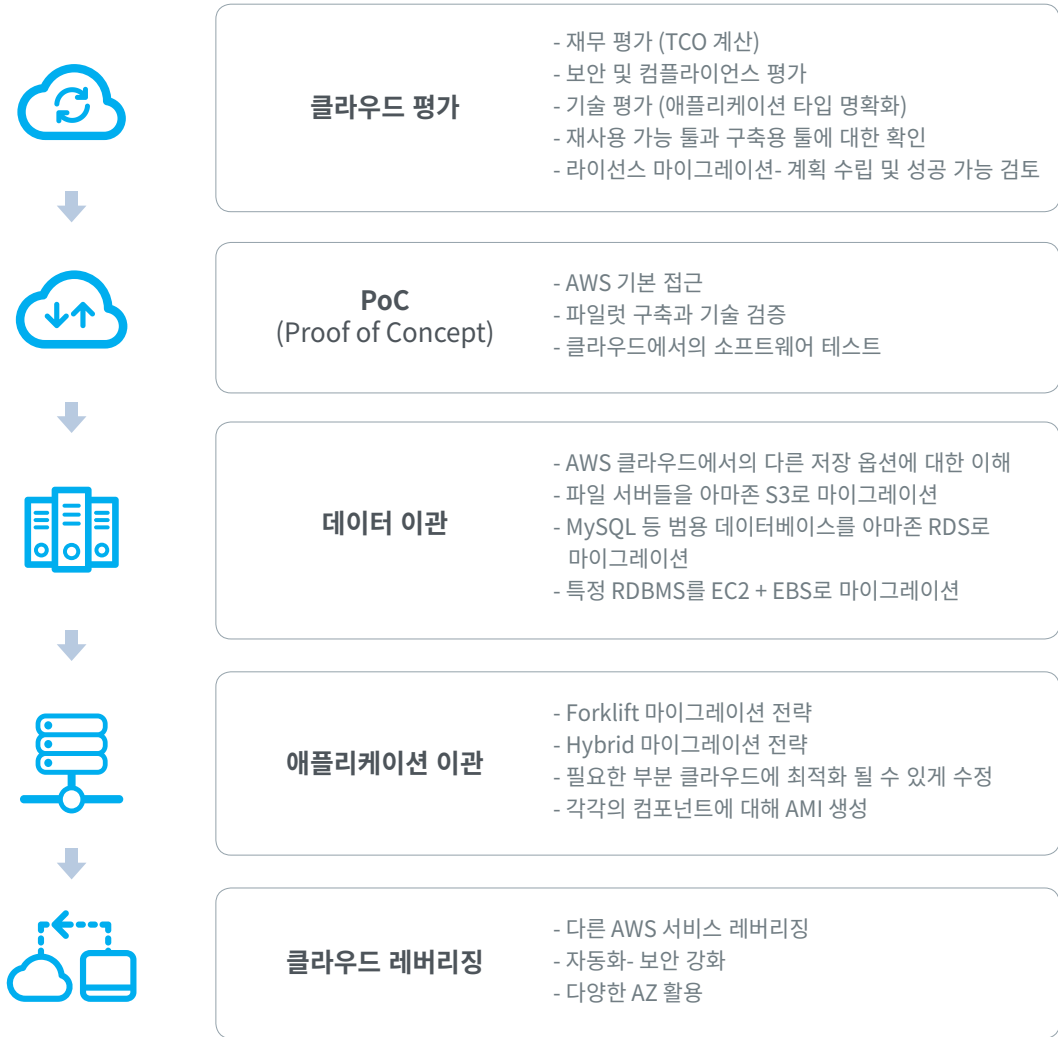 클라우드 평가
- 재무 평가 (TCO 계산)
- 보안 및 컴플라이언스 평가
- 기술 평가 (애플리케이션 타입 명확화)
- 재사용 가능 툴과 구축용 툴에 대한 확인
- 라이선스 마이그레이션- 계획 수립 및 성공 가능 검토
PoC
(Proof of Concept)
- AWS 기본 접근
- 파일럿 구축과 기술 검증
- 클라우드에서의 소프트웨어 테스트
데이터 이관
- AWS 클라우드에서의 다른 저장 옵션에 대한 이해
- 파일 서버들을 아마존 S3로 마이그레이션
- MySQL 등 범용 데이터베이스를 아마존 RDS로
마이그레이션
- 특정 RDBMS를 EC2 + EBS로 마이그레이션
애플리케이션 이관
- Forklift 마이그레이션 전략
- Hybrid 마이그레이션 전략
- 필요한 부분 클라우드에 최적화 될 수 있게 수정
- 각각의 컴포넌트에 대해 AMI 생성
클라우드 레버리징
- 다른 AWS 서비스 레버리징
- 자동화- 보안 강화
- 다양한 AZ 활용